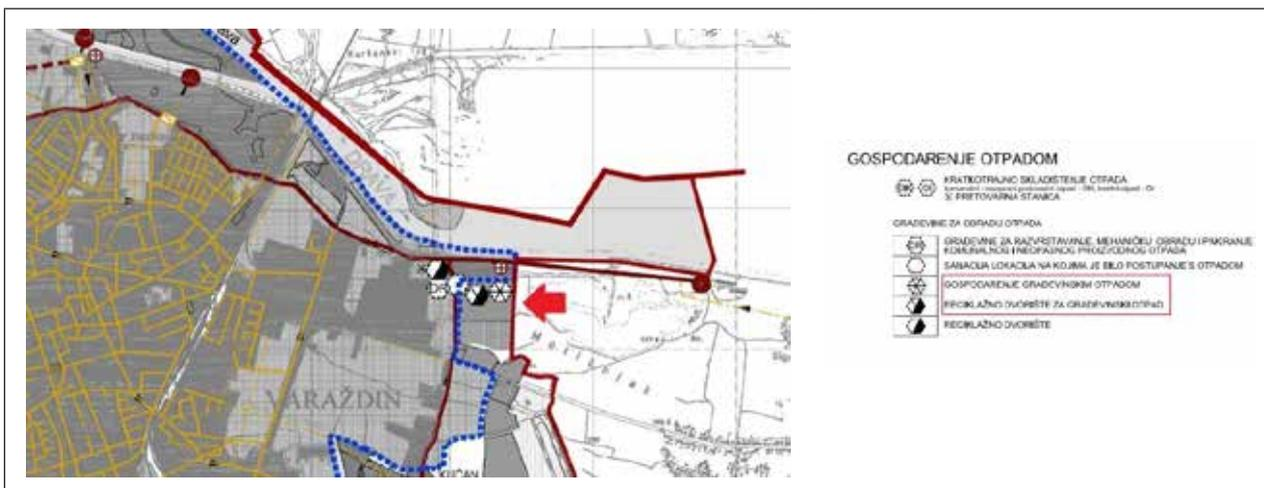 DRAVA
VARAŽDIN
KUĆAN
GOSPODARENJE OTPADOM
KRATKOTRAJNO SKLADIŠTENJE OTPADA
PRETOVARNA STANICA
GRAĐEVINE ZA OBRADU OTPADA
GRAĐEVINE ZA RAZVRSTAVANJE, MEHANIČKU OBRADU I PAKIRANJE
KOMUNALNOG I NEOPASNOG PROIZVODNOG OTPADA
SANACIJA LOKACIJA NA KOJIMA JE BILO POSTUPANJE S OTPADOM
GOSPODARENJE GRAĐEVINSKIM OTPADOM
RECIKLAŽNO DVORIŠTE ZA GRAĐEVINSKI OTPAD
RECIKLAŽNO DVORIŠTE